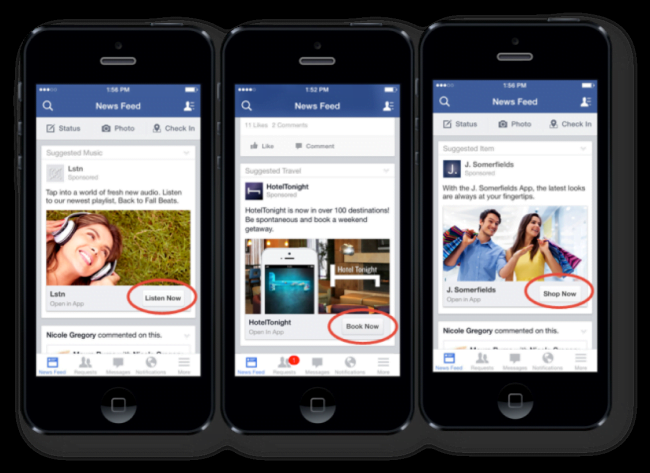 1:56 PM
News Feed
Status Photo Check In
Suggested Music
Lstn
Sponsored
Tap into a world of fresh new audio. Listen
to our newest playlist, Back to Fall Beats.
Lstn
Open in App
Listen Now
Nicole Gregory commented on this.
News Feed Requests Messages Notifications More
1:52 PM
News Feed
11 Likes 2 Comments
Like Comment
Suggested Travel
HotelTonight
Sponsored
HotelTonight is now in over 100 destinations!
Be spontaneous and book a weekend
getaway.
Hotel Tonight
HotelTonight
Open in App
Book Now
1
News Feed Requests Messages Notifications More
1:56 PM
News Feed
Status Photo Check In
Suggested Item
J. Somerfields
Sponsored
With the J. Somerfields App, the latest looks
are always at your fingertips.
J. Somerfields
Open in App
Shop Now
Nicole Gregory commented on this.
News Feed Requests Messages Notifications More